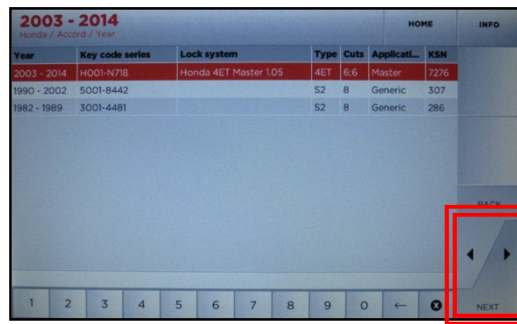 2003 - 2014
Honda / Accord / Year
HOME
INFO
Year Key code series Lock system Type Cuts Applicati... KSN
2003 - 2014 H001-N718 Honda 4ET Master 1.05 4ET 6:6 Master 7276
1990 - 2002 5001-8442 S2 8 Generic 307
1982 - 1989 3001-4481 S2 8 Generic 286
BACK
1 2 3 4 5 6 7 8 9 0 ←
NEXT